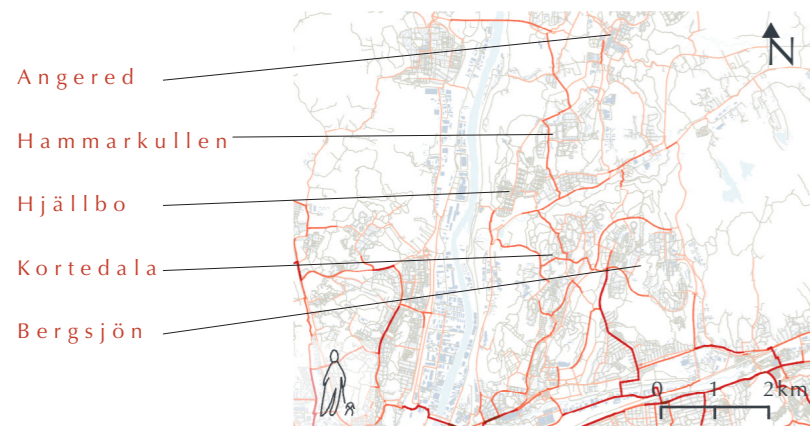 Angered
Hammarkullen
Hjällbo
Kortedala
Bergsjön
N
0 1 2km